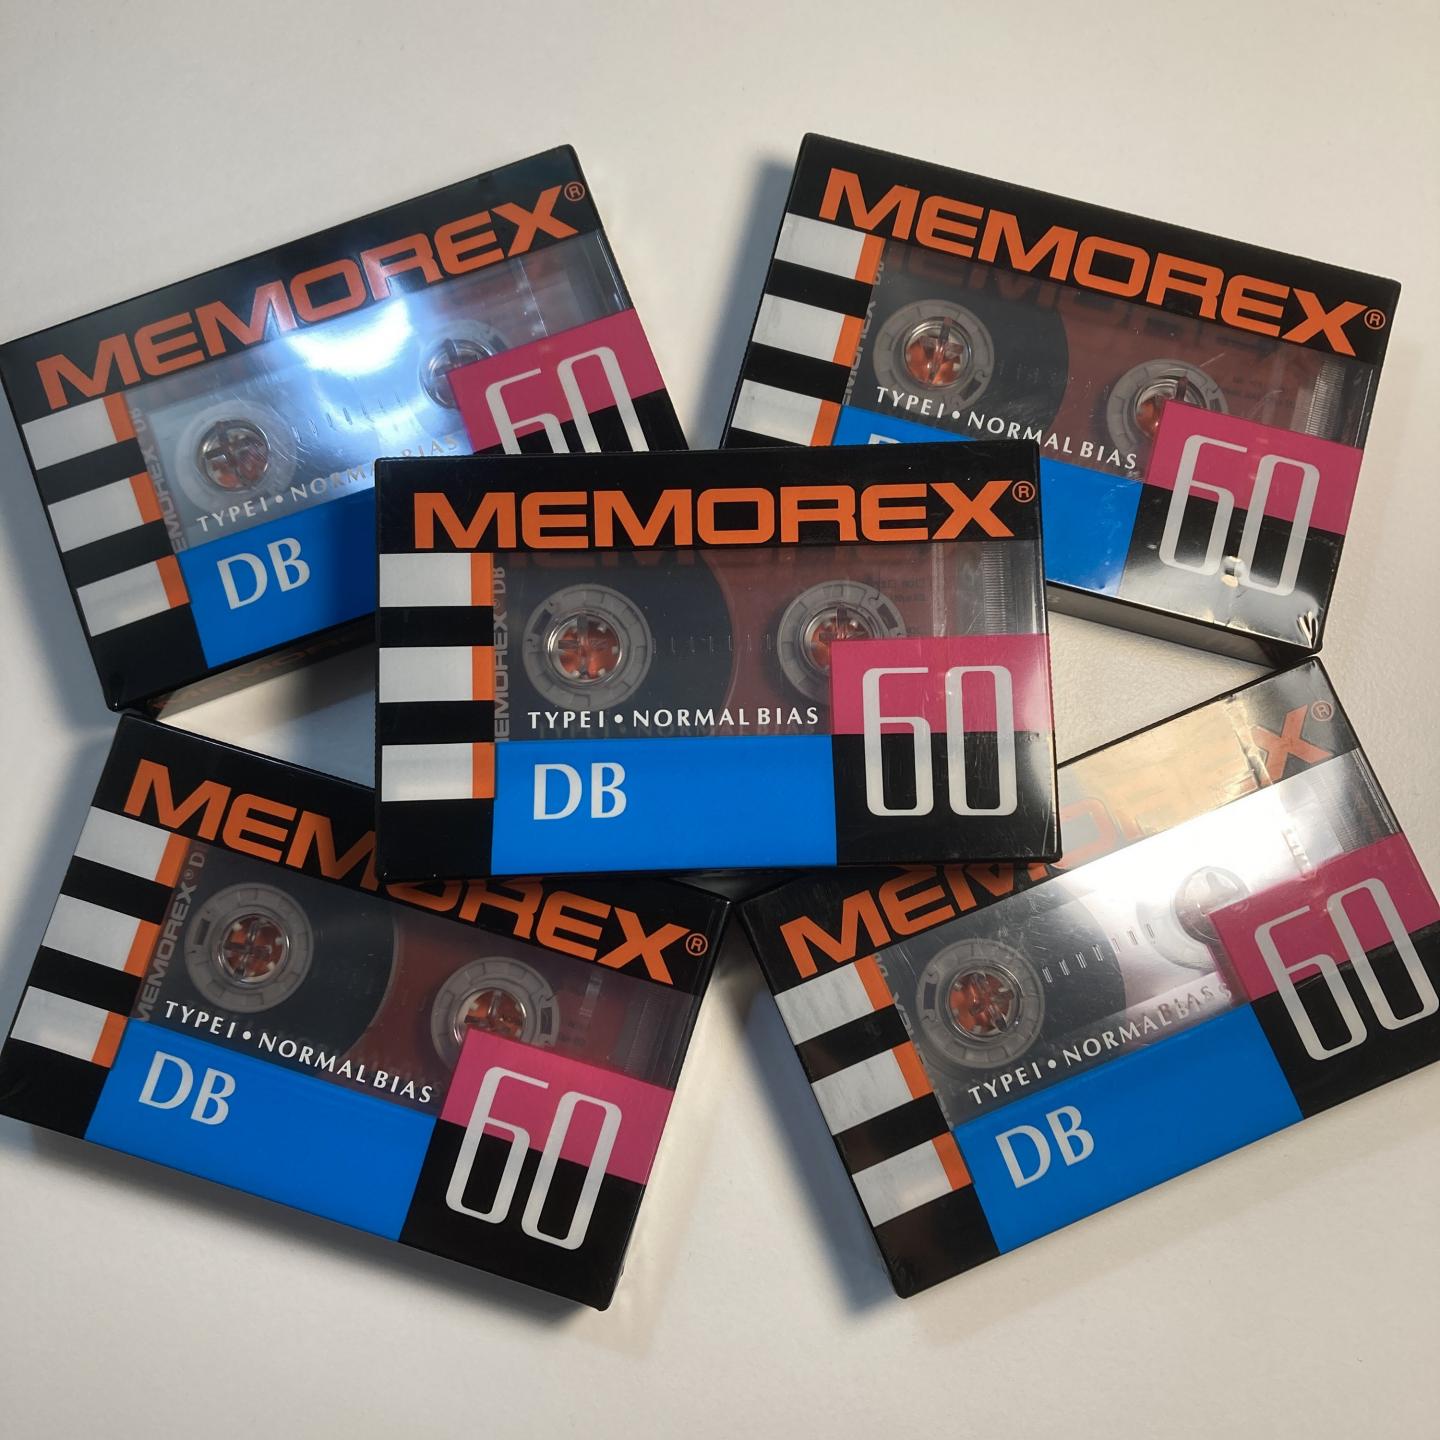 MEMOREX®
TYPE I • NORMAL BIAS
60
DB
MEMOREX®
TYPE I • NORMAL BIAS
60
MEMOREX®
MEMOREX® DB
TYPE I • NORMAL BIAS
60
DB
MEMOREX®
MEMOREX® DB
TYPE I • NORMAL BIAS
DB
60
MEMOREX®
TYPE I • NORMAL BIAS
60
DB